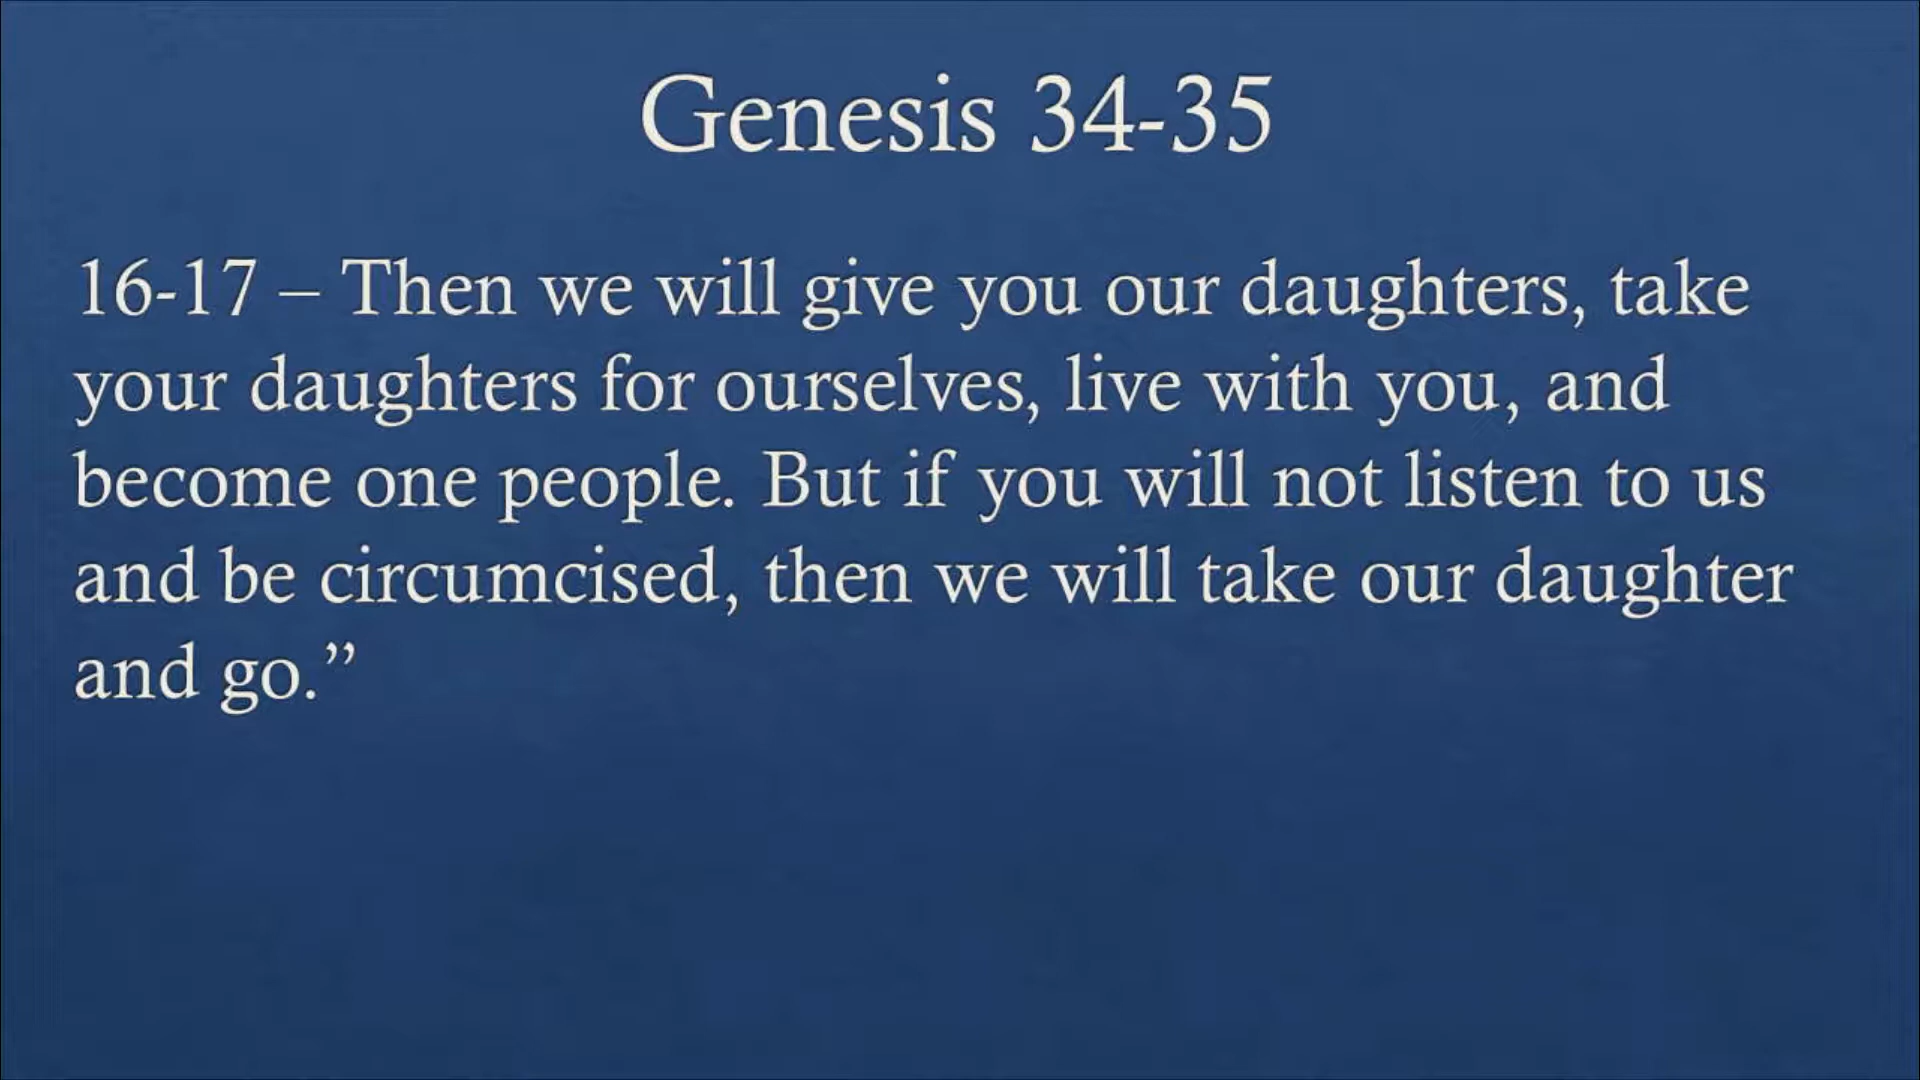 Genesis 34-35
16-17 – Then we will give you our daughters, take
your daughters for ourselves, live with you, and
become one people. But if you will not listen to us
and be circumcised, then we will take our daughter
and go.”